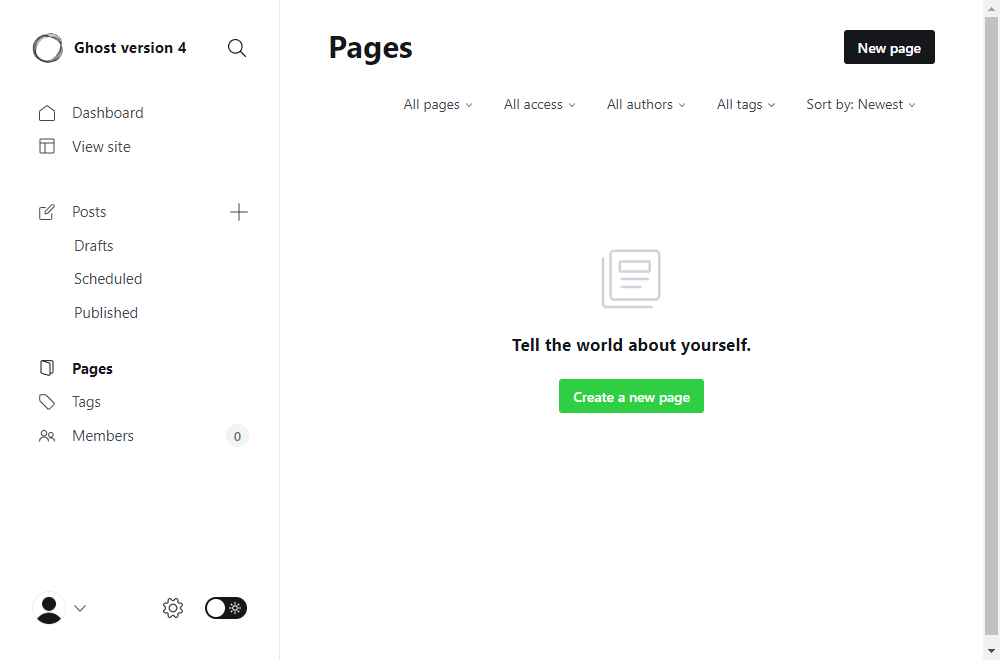 Ghost version 4
Dashboard
View site
Posts
Drafts
Scheduled
Published
Pages
Tags
Members
0
Pages
New page
All pages
All access
All authors
All tags
Sort by: Newest
Tell the world about yourself.
Create a new page